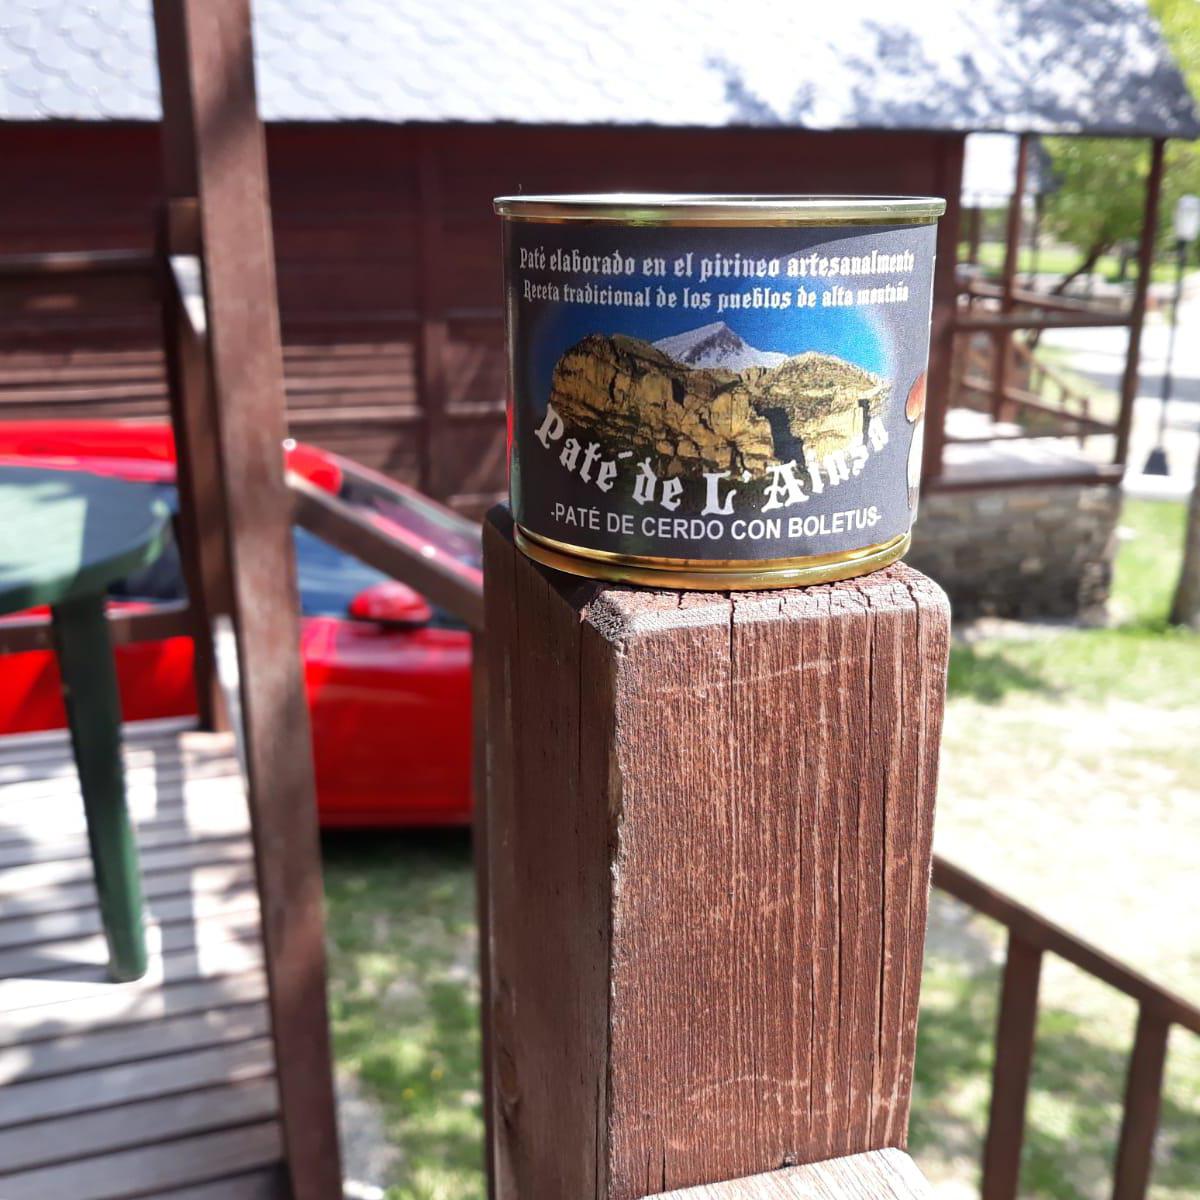 Paté elaborado en el pirineo artesanalmente
Receta tradicional de los pueblos de alta montaña
Paté de L'Ainsa
-PATÉ DE CERDO CON BOLETUS-